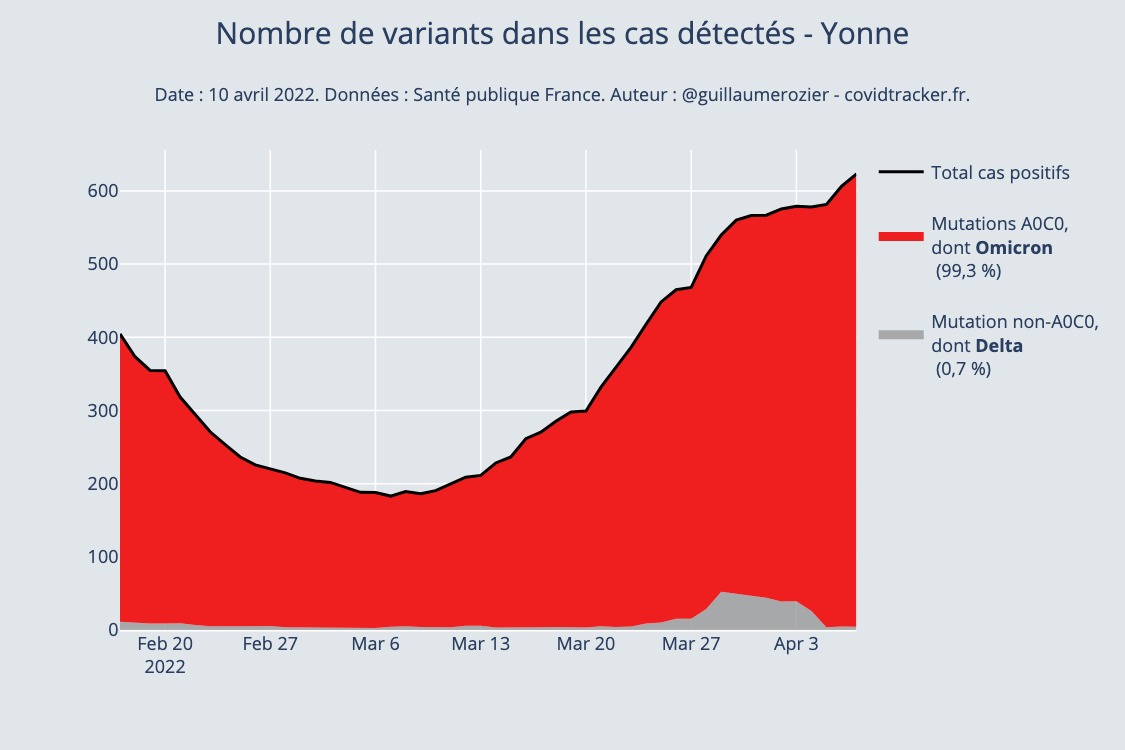 Nombre de variants dans les cas détectés - Yonne
Date : 10 avril 2022. Données : Santé publique France. Auteur : @guillaumerozier - covidtracker.fr.
600
500
400
300
200
100
0
Feb 20
2022
Feb 27
Mar 6
Mar 13
Mar 20
Mar 27
Apr 3
Total cas positifs
Mutations A0C0,
dont Omicron
(99,3 %)
Mutation non-A0C0,
dont Delta
(0,7 %)